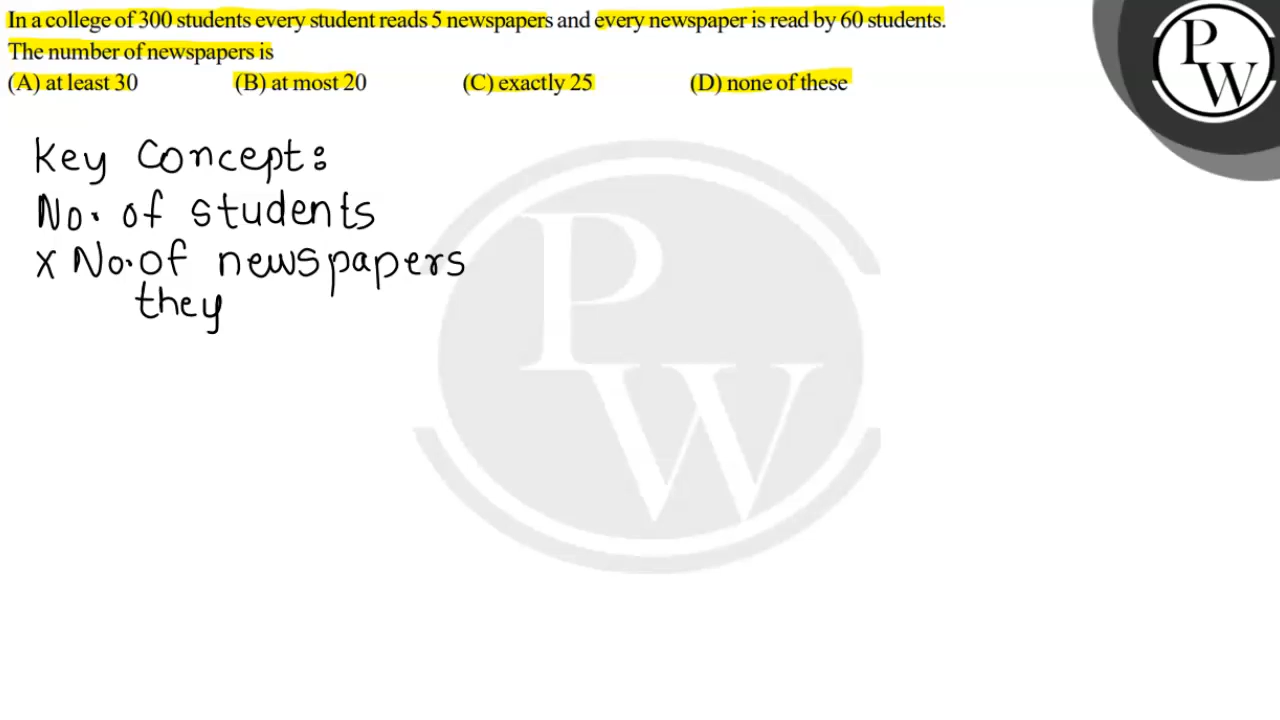 In a college of 300 students every student reads 5 newspapers and every newspaper is read by 60 students.
The number of newspapers is
(A) at least 30 (B) at most 20 (C) exactly 25 (D) none of these
Key Concept:
No. of students
x No. of newspapers
they
PW
PW